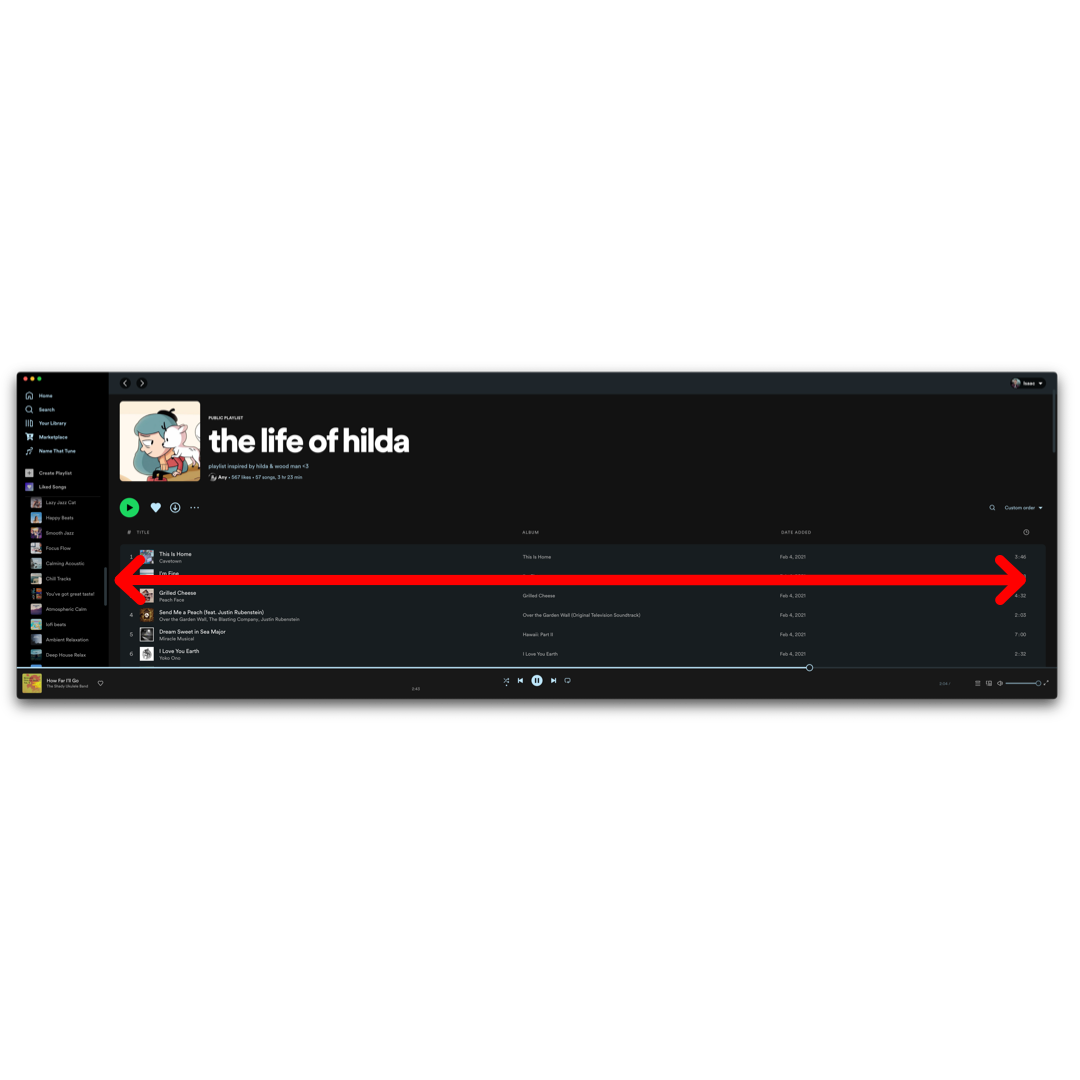 Home
Search
Your Library
Marketplace
Name That Tune
Create Playlist
Liked Songs
Lazy Jazz Cat
Happy Beats
Smooth Jazz
Focus Flow
Calming Acoustic
Chill Tracks
You've got great taste!
Atmospheric Calm
lofi beats
Ambient Relaxation
Deep House Relax
Isaac
PUBLIC PLAYLIST
the life of hilda
playlist inspired by hilda & wood man <3
Any • 567 likes • 57 songs, 3 hr 23 min
Custom order
# TITLE ALBUM DATE ADDED
1 This Is Home This Is Home Feb 4, 2021 3:46
Cavetown
I'm Fine
Grilled Cheese Grilled Cheese Feb 4, 2021 4:32
Peach Face
4 Send Me a Peach (feat. Justin Rubenstein) Over the Garden Wall (Original Television Soundtrack) Feb 4, 2021 2:03
Over the Garden Wall, The Blasting Company, Justin Rubenstein
5 Dream Sweet in Sea Major Hawaii: Part II Feb 4, 2021 7:00
Miracle Musical
6 I Love You Earth I Love You Earth Feb 4, 2021 2:32
Yoko Ono
How Far I'll Go
The Shady Ukulele Band